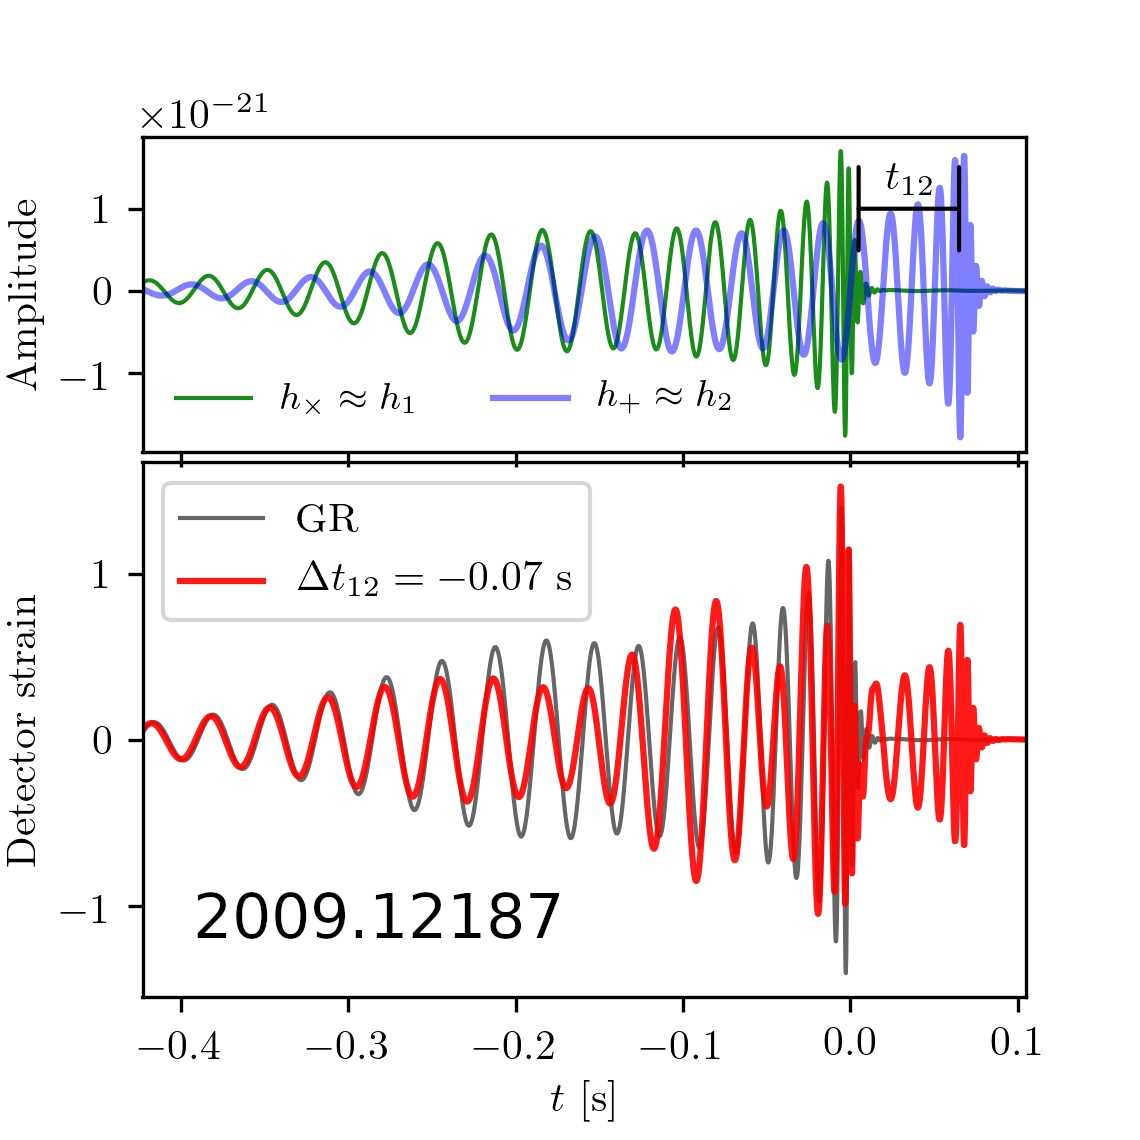 ×10⁻²¹
Amplitude
1
0
−1
t₁₂
h× ≈ h₁
h₊ ≈ h₂
Detector strain
1
0
−1
GR
Δt₁₂ = −0.07 s
2009.12187
−0.4 −0.3 −0.2 −0.1 0.0 0.1
t [s]